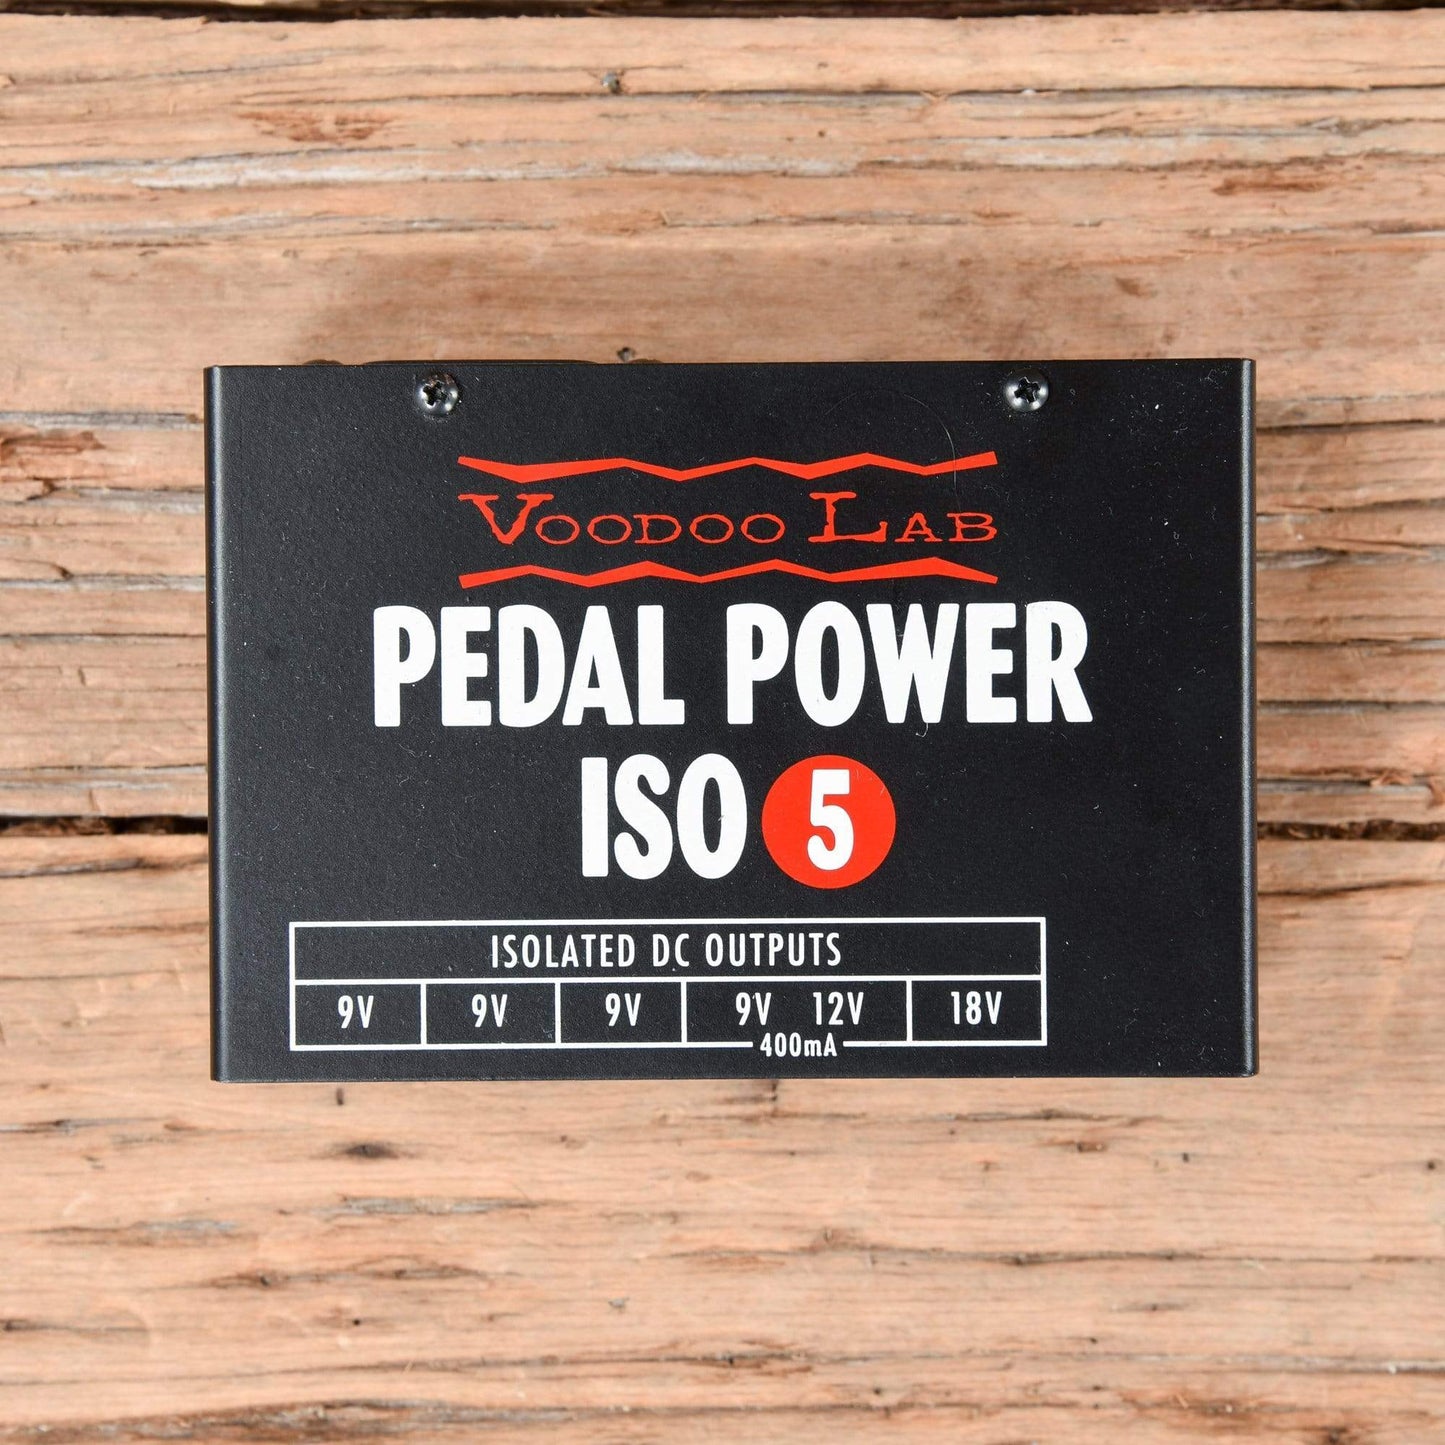 VOODOO LAB
PEDAL POWER
ISO 5
ISOLATED DC OUTPUTS
9V 9V 9V 9V 12V 18V
400mA